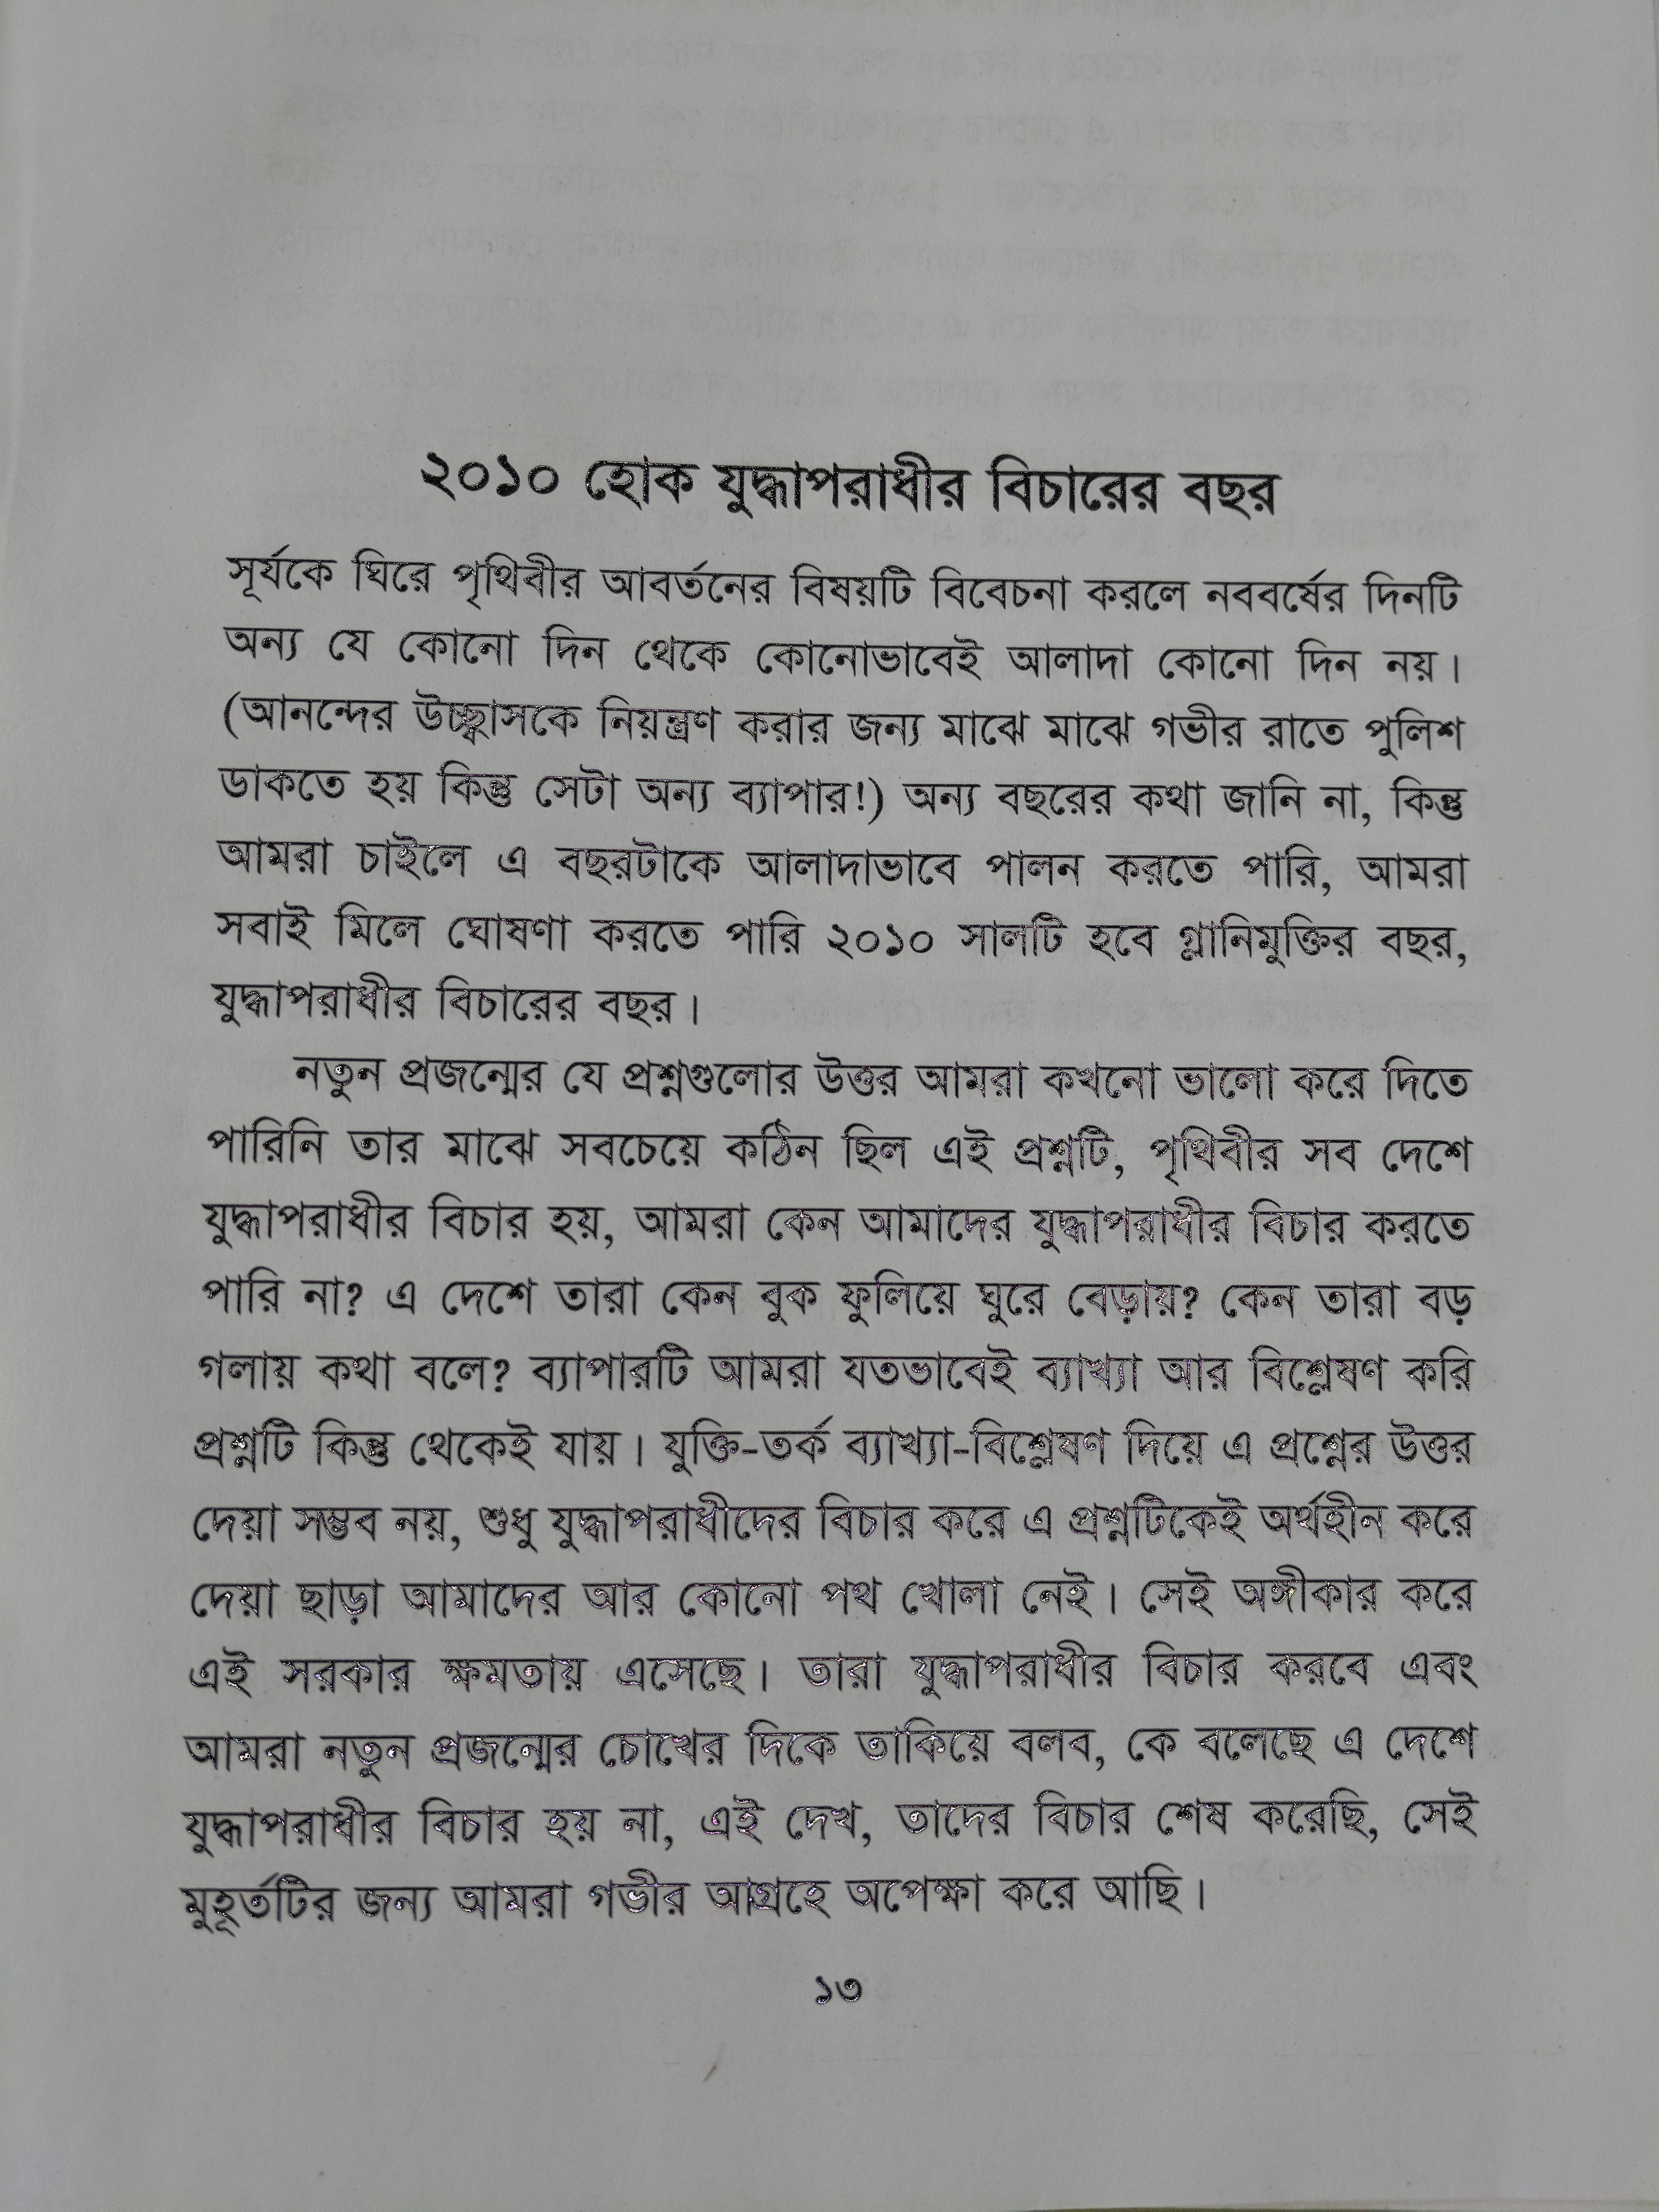 ২০১০ হোক যুদ্ধাপরাধীর বিচারের বছর
সূর্যকে ঘিরে পৃথিবীর আবর্তনের বিষয়টি বিবেচনা করলে নববর্ষের দিনটি
অন্য যে কোনো দিন থেকে কোনোভাবেই আলাদা কোনো দিন নয়।
(আনন্দের উচ্ছ্বাসকে নিয়ন্ত্রণ করার জন্য মাঝে মাঝে গভীর রাতে পুলিশ
ডাকতে হয় কিন্তু সেটা অন্য ব্যাপার!) অন্য বছরের কথা জানি না, কিন্তু
আমরা চাইলে এ বছরটাকে আলাদাভাবে পালন করতে পারি, আমরা
সবাই মিলে ঘোষণা করতে পারি ২০১০ সালটি হবে গ্লানিমুক্তির বছর,
যুদ্ধাপরাধীর বিচারের বছর।
নতুন প্রজন্মের যে প্রশ্নগুলোর উত্তর আমরা কখনো ভালো করে দিতে
পারিনি তার মাঝে সবচেয়ে কঠিন ছিল এই প্রশ্নটি, পৃথিবীর সব দেশে
যুদ্ধাপরাধীর বিচার হয়, আমরা কেন আমাদের যুদ্ধাপরাধীর বিচার করতে
পারি না? এ দেশে তারা কেন বুক ফুলিয়ে ঘুরে বেড়ায়? কেন তারা বড়
গলায় কথা বলে? ব্যাপারটি আমরা যতভাবেই ব্যাখ্যা আর বিশ্লেষণ করি
প্রশ্নটি কিন্তু থেকেই যায়। যুক্তি-তর্ক ব্যাখ্যা-বিশ্লেষণ দিয়ে এ প্রশ্নের উত্তর
দেয়া সম্ভব নয়, শুধু যুদ্ধাপরাধীদের বিচার করে এ প্রশ্নটিকেই অর্থহীন করে
দেয়া ছাড়া আমাদের আর কোনো পথ খোলা নেই। সেই অঙ্গীকার করে
এই সরকার ক্ষমতায় এসেছে। তারা যুদ্ধাপরাধীর বিচার করবে এবং
আমরা নতুন প্রজন্মের চোখের দিকে তাকিয়ে বলব, কে বলেছে এ দেশে
যুদ্ধাপরাধীর বিচার হয় না, এই দেখ, তাদের বিচার শেষ করেছি, সেই
মুহূর্তটির জন্য আমরা গভীর আগ্রহে অপেক্ষা করে আছি।
১৩